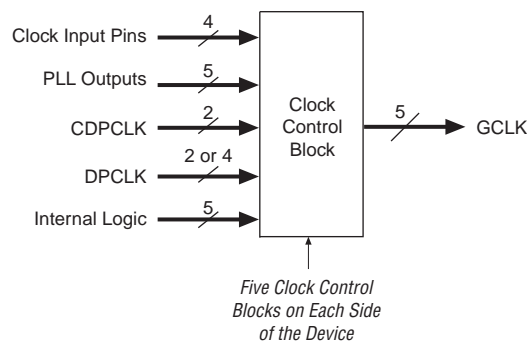 Clock Input Pins
4
PLL Outputs
5
CDPCLK
2
DPCLK
2 or 4
Internal Logic
5
Clock
Control
Block
5
GCLK
Five Clock Control
Blocks on Each Side
of the Device